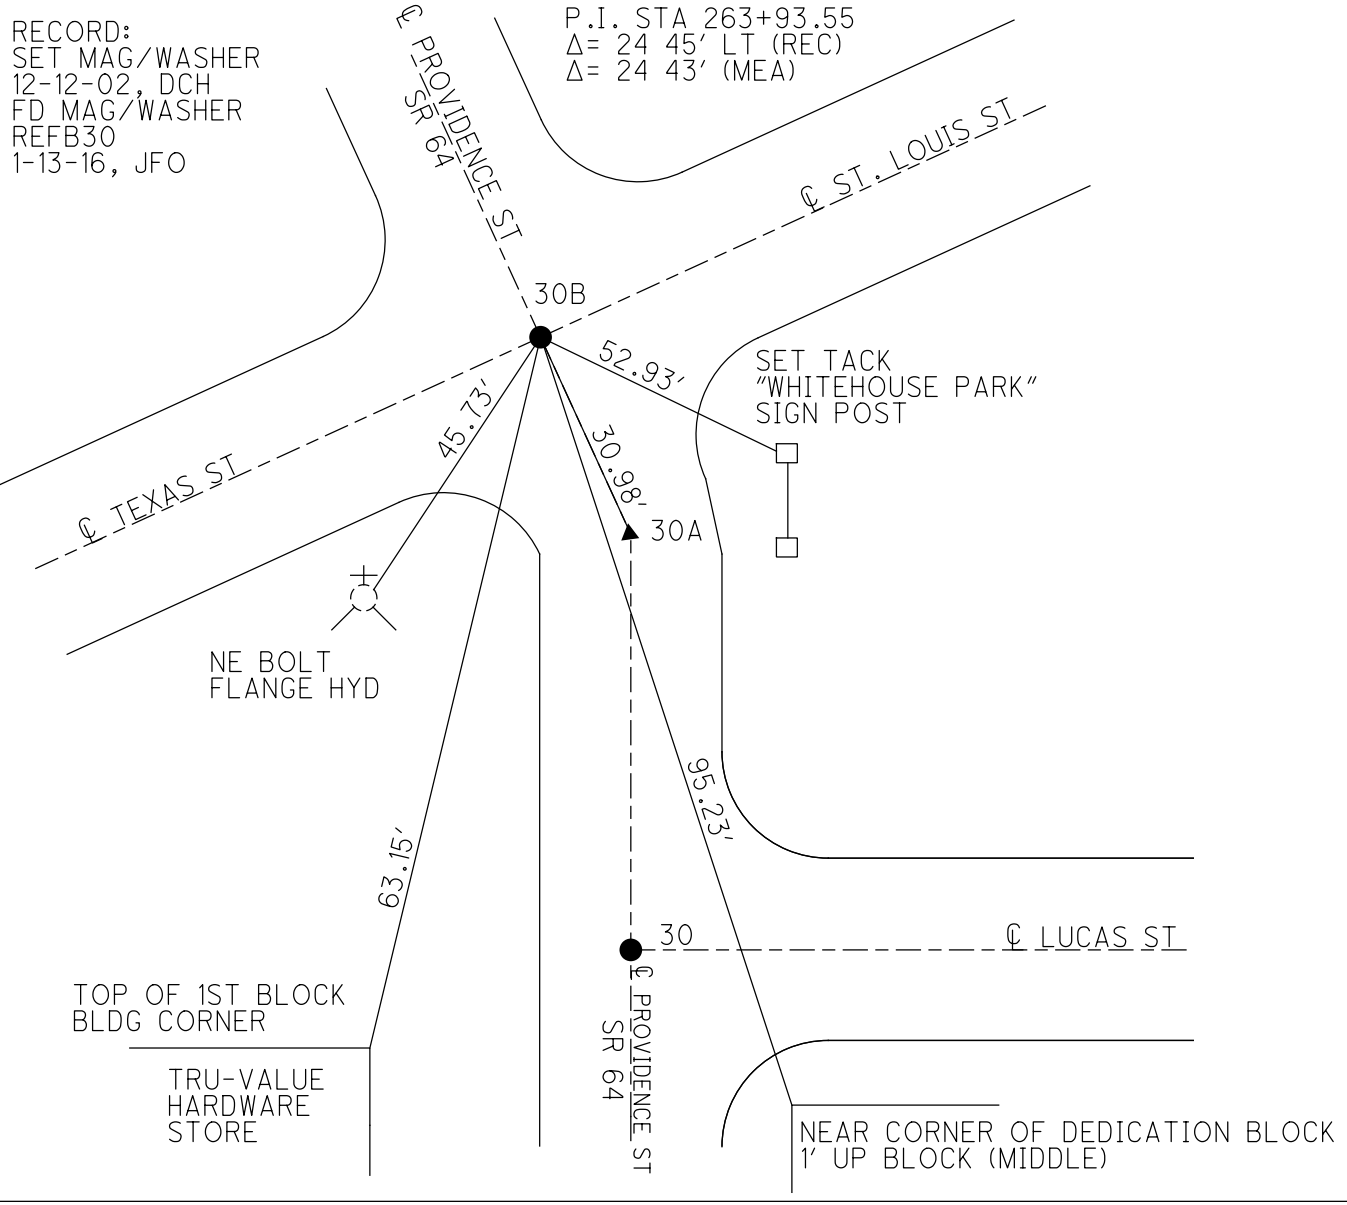 RECORD:
SET MAG/WASHER
12-12-02, DCH
FD MAG/WASHER
REFB30
1-13-16, JFO
P.I. STA 263+93.55
Δ= 24 45' LT (REC)
Δ= 24 43' (MEA)
℄ PROVIDENCE ST
SR 64
℄ ST. LOUIS ST
30B
52.93'
SET TACK
"WHITEHOUSE PARK"
SIGN POST
45.73'
30.98'
℄ TEXAS ST
30A
NE BOLT
FLANGE HYD
95.23'
63.15'
30
℄ LUCAS ST
TOP OF 1ST BLOCK
BLDG CORNER
℄ PROVIDENCE ST
SR 64
TRU-VALUE
HARDWARE
STORE
NEAR CORNER OF DEDICATION BLOCK
1' UP BLOCK (MIDDLE)